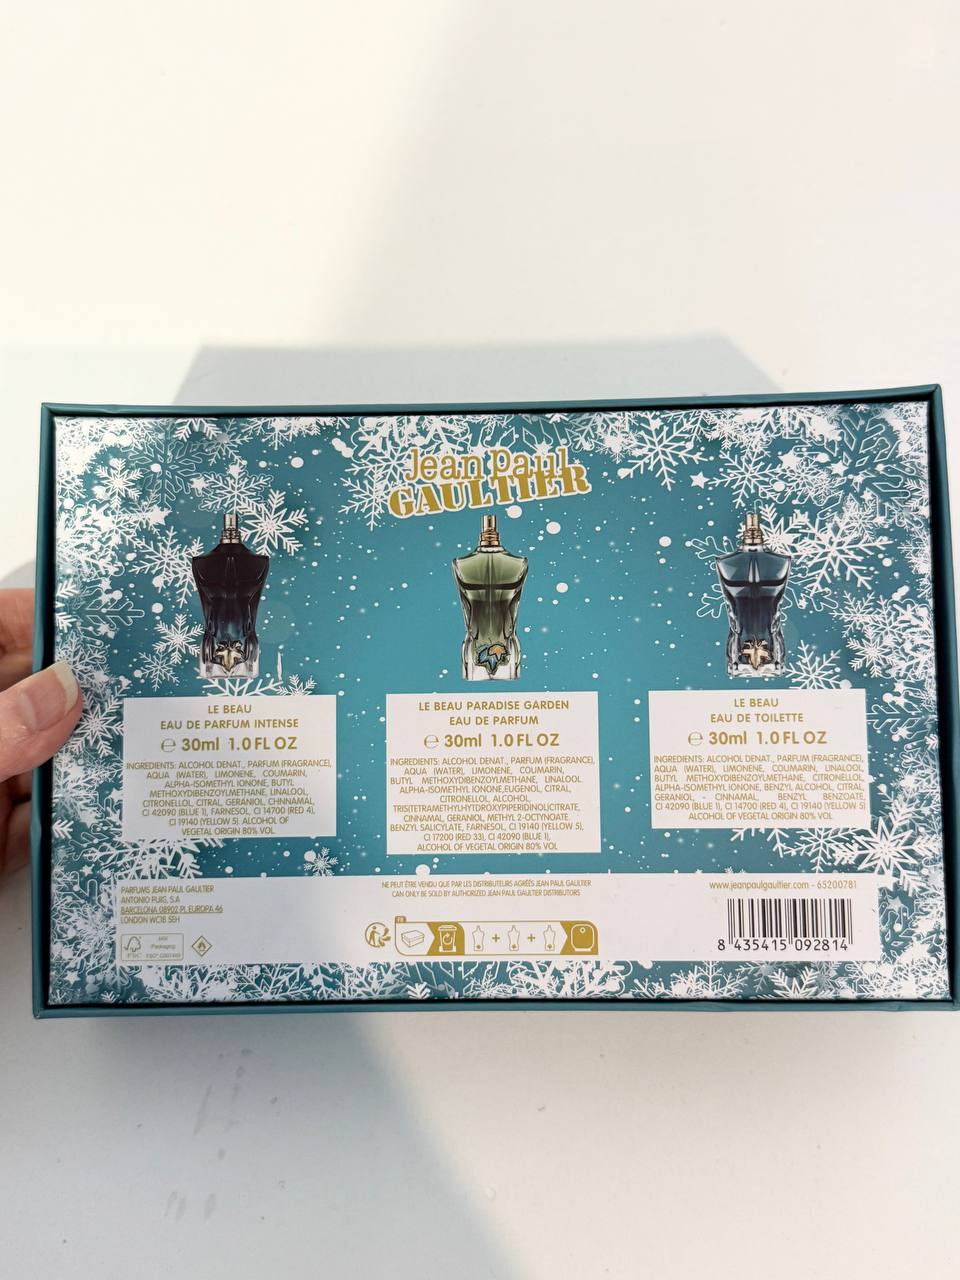 Jean Paul
GAULTIER
LE BEAU
EAU DE PARFUM INTENSE
℮ 30ml 1.0 FL OZ
INGREDIENTS: ALCOHOL DENAT., PARFUM (FRAGRANCE),
AQUA (WATER), LIMONENE, COUMARIN,
ALPHA-ISOMETHYL IONONE, BUTYL
METHOXYDIBENZOYLMETHANE, LINALOOL,
CITRONELLOL, CITRAL, GERANIOL, CHNNAMAL,
CI 42090 (BLUE 1), FARNESOL, CI 14700 (RED 4),
CI 19140 (YELLOW 5). ALCOHOL OF
VEGETAL ORIGIN 80% VOL
LE BEAU PARADISE GARDEN
EAU DE PARFUM
℮ 30ml 1.0 FL OZ
INGREDIENTS: ALCOHOL DENAT., PARFUM (FRAGRANCE),
AQUA (WATER), LIMONENE, COUMARIN,
BUTYL METHOXYDIBENZOYLMETHANE, LINALOOL,
ALPHA-ISOMETHYL IONONE,EUGENOL, CITRAL,
CITRONELLOL, ALCOHOL,
TRISITETRAMETHYLHYTDROXYPIPERIDINOL)CITRATE,
CINNAMAL, GERANIOL, METHYL 2-OCTYNOATE,
BENZYL SALICYLATE, FARNESOL, CI 19140 (YELLOW 5),
CI 17200 (RED 33), CI 42090 (BLUE 1),
ALCOHOL OF VEGETAL ORIGIN 80% VOL
LE BEAU
EAU DE TOILETTE
℮ 30ml 1.0 FL OZ
INGREDIENTS: ALCOHOL DENAT., PARFUM (FRAGRANCE),
AQUA (WATER), LIMONENE, COUMARIN, LINALOOL,
BUTYL METHOXYDIBENZOYLMETHANE, CITRONELLOL,
ALPHA-ISOMETHYL IONONE, BENZYL ALCOHOL, CITRAL,
GERANIOL, - CINNAMAL, BENZYL BENZOATE,
CI 42090 (BLUE 1), CI 14700 (RED 4), CI 19140 (YELLOW 5)
ALCOHOL OF VEGETAL ORIGIN 80% VOL
PARFUMS JEAN PAUL GAULTIER
ANTONIO PUIG, S.A
BARCELONA 08902 PL EUROPA 46
LONDON WC1B 5EH
FSC
MIX
Packaging
NE PEUT ÊTRE VENDU QUE PAR LES DISTRIBUTEURS AGRÉÉS JEAN PAUL GAULTIER
CAN ONLY BE SOLD BY AUTHORIZED JEAN PAUL GAULTIER DISTRIBUTORS
FR
+ + +
www.jeanpaulgaultier.com - 65200781
8 435415 092814